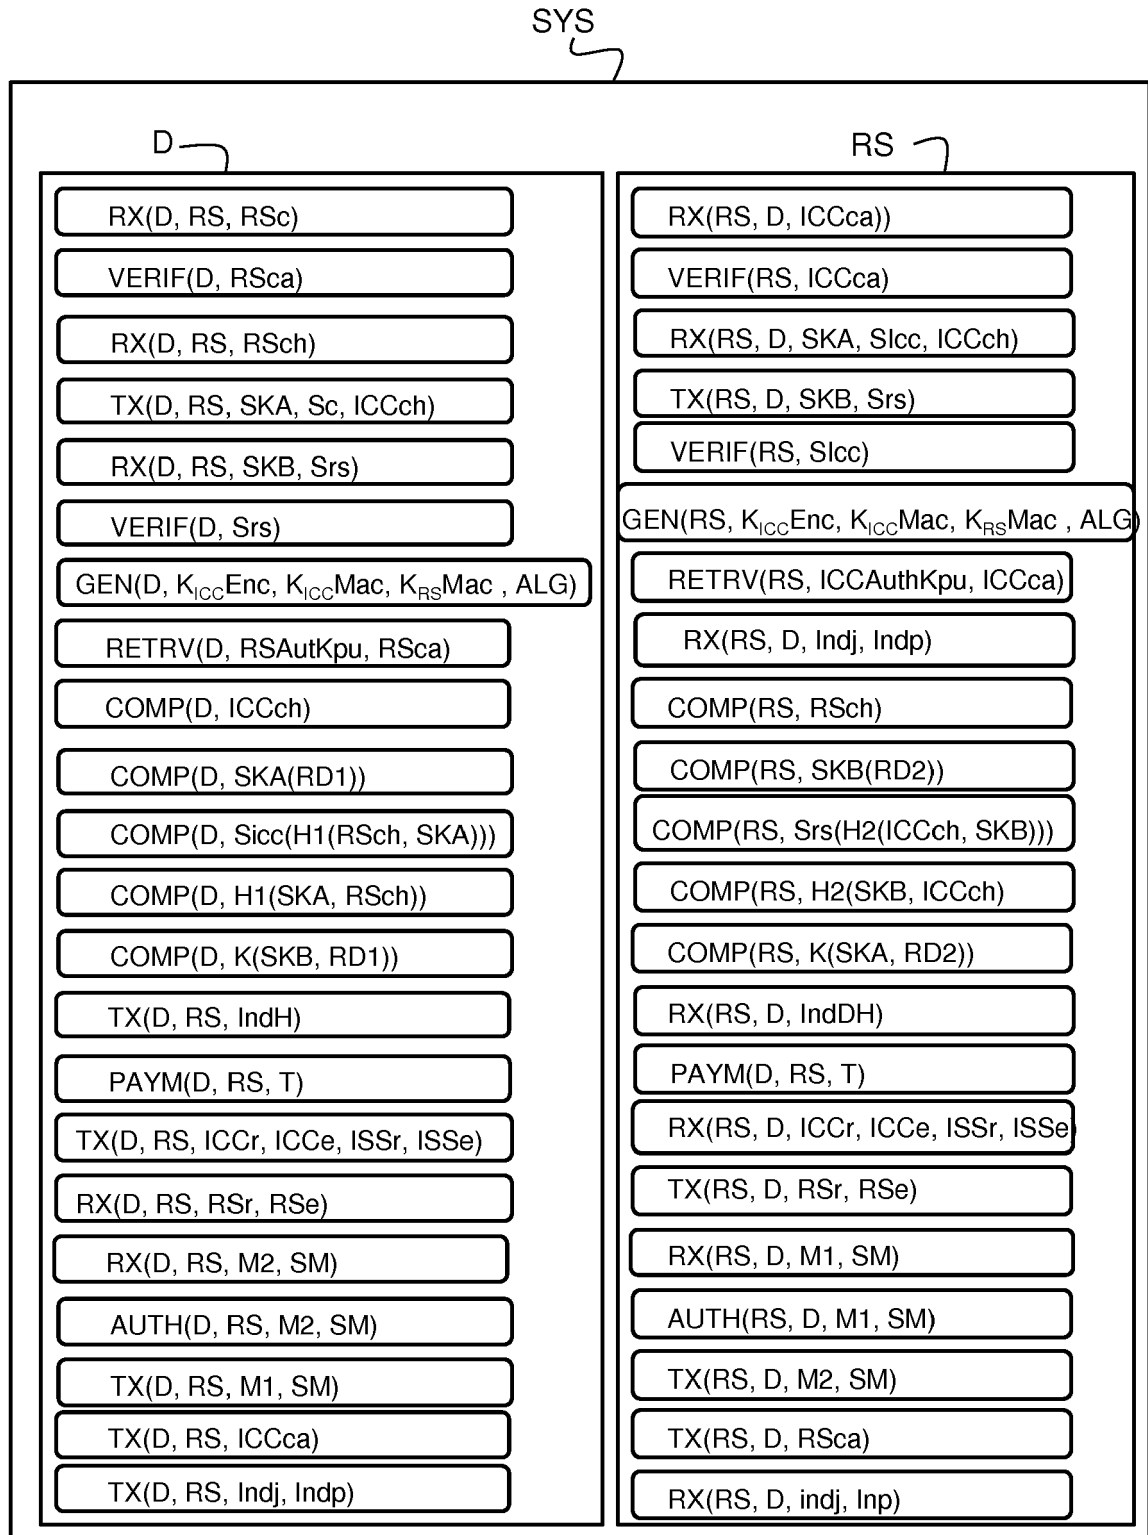 SYS
D
RX(D, RS, RSc)
VERIF(D, RSca)
RX(D, RS, RSch)
TX(D, RS, SKA, Sc, ICCch)
RX(D, RS, SKB, Srs)
VERIF(D, Srs)
GEN(D, KICCEnc, KICCMac, KRSMac , ALG)
RETRV(D, RSAutKpu, RSca)
COMP(D, ICCch)
COMP(D, SKA(RD1))
COMP(D, Sicc(H1(RSch, SKA)))
COMP(D, H1(SKA, RSch))
COMP(D, K(SKB, RD1))
TX(D, RS, IndH)
PAYM(D, RS, T)
TX(D, RS, ICCr, ICCe, ISSr, ISSe)
RX(D, RS, RSr, RSe)
RX(D, RS, M2, SM)
AUTH(D, RS, M2, SM)
TX(D, RS, M1, SM)
TX(D, RS, ICCca)
TX(D, RS, Indj, Indp)
RS
RX(RS, D, ICCca))
VERIF(RS, ICCca)
RX(RS, D, SKA, SIcc, ICCch)
TX(RS, D, SKB, Srs)
VERIF(RS, SIcc)
GEN(RS, KICCEnc, KICCMac, KRSMac , ALG)
RETRV(RS, ICCAuthKpu, ICCca)
RX(RS, D, Indj, Indp)
COMP(RS, RSch)
COMP(RS, SKB(RD2))
COMP(RS, Srs(H2(ICCch, SKB)))
COMP(RS, H2(SKB, ICCch)
COMP(RS, K(SKA, RD2))
RX(RS, D, IndDH)
PAYM(D, RS, T)
RX(RS, D, ICCr, ICCe, ISSr, ISSe)
TX(RS, D, RSr, RSe)
RX(RS, D, M1, SM)
AUTH(RS, D, M1, SM)
TX(RS, D, M2, SM)
TX(RS, D, RSca)
RX(RS, D, indj, Inp)